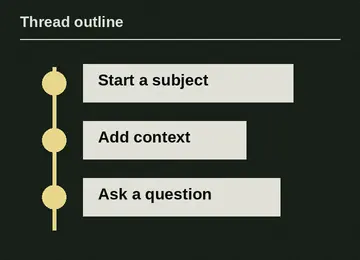 Thread outline
Start a subject
Add context
Ask a question